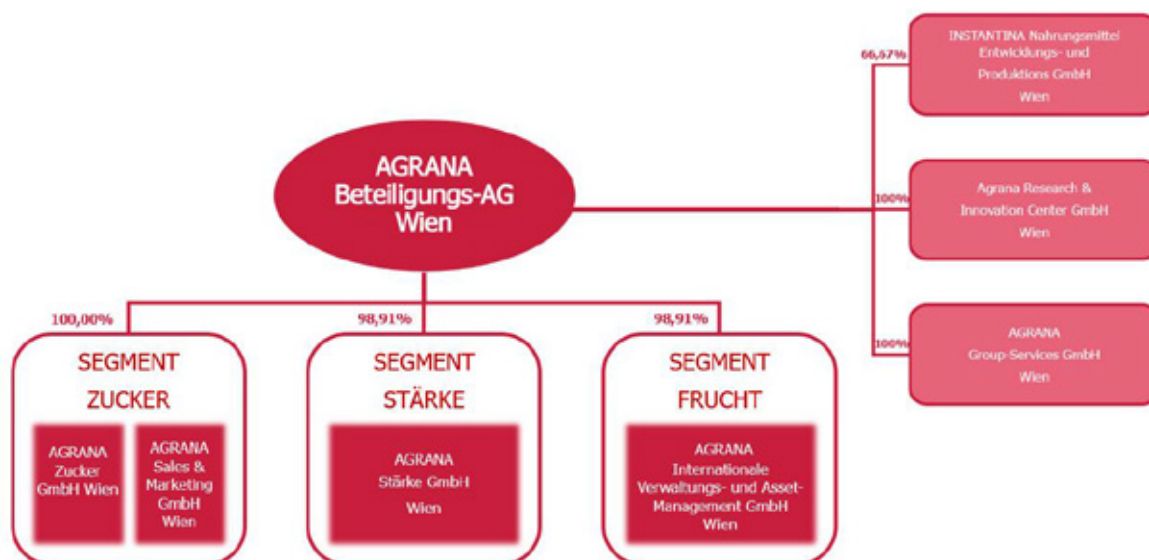 INSTANTINA Nahrungsmittel
Entwicklungs- und
Produktions GmbH
Wien
66,67%
AGRANA
Beteiligungs-AG
Wien
100%
Agrana Research &
Innovation Center GmbH
Wien
100%
AGRANA
Group-Services GmbH
Wien
100,00%
98,91%
98,91%
SEGMENT
ZUCKER
AGRANA
Zucker
GmbH Wien
AGRANA
Sales &
Marketing
GmbH
Wien
SEGMENT
STÄRKE
AGRANA
Stärke GmbH
Wien
SEGMENT
FRUCHT
AGRANA
Internationale
Verwaltungs- und Asset-
Management GmbH
Wien